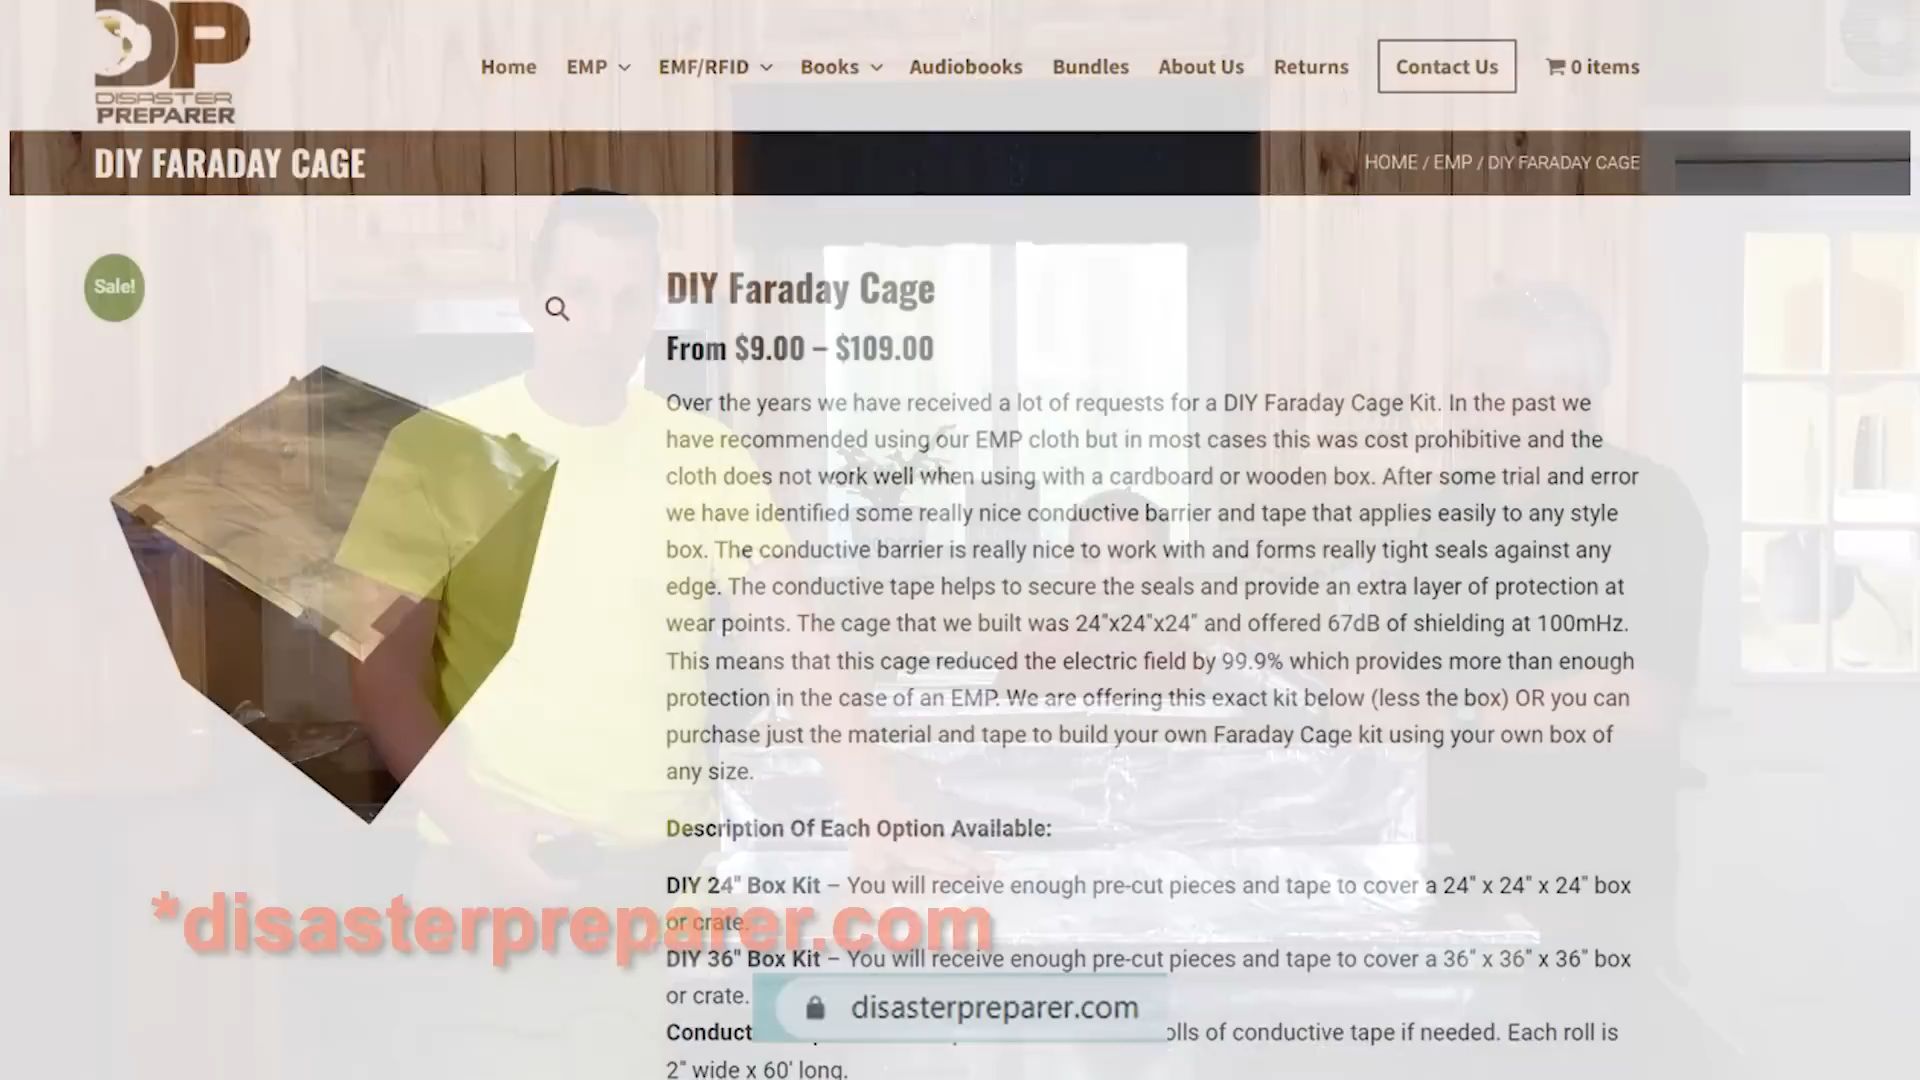 DP
DISASTER
PREPARER
Home EMP EMF/RFID Books Audiobooks Bundles About Us Returns Contact Us 0 items
DIY FARADAY CAGE
HOME / EMP / DIY FARADAY CAGE
Sale!
DIY Faraday Cage
From $9.00 – $109.00
Over the years we have received a lot of requests for a DIY Faraday Cage Kit. In the past we
have recommended using our EMP cloth but in most cases this was cost prohibitive and the
cloth does not work well when using with a cardboard or wooden box. After some trial and error
we have identified some really nice conductive barrier and tape that applies easily to any style
box. The conductive barrier is really nice to work with and forms really tight seals against any
edge. The conductive tape helps to secure the seals and provide an extra layer of protection at
wear points. The cage that we built was 24"x24"x24" and offered 67dB of shielding at 100mHz.
This means that this cage reduced the electric field by 99.9% which provides more than enough
protection in the case of an EMP. We are offering this exact kit below (less the box) OR you can
purchase just the material and tape to build your own Faraday Cage kit using your own box of
any size.
Description Of Each Option Available:
DIY 24" Box Kit – You will receive enough pre-cut pieces and tape to cover a 24" x 24" x 24" box
or crate.
*disasterpreparer.com
DIY 36" Box Kit – You will receive enough pre-cut pieces and tape to cover a 36" x 36" x 36" box
or crate.
disasterpreparer.com
Conduct olls of conductive tape if needed. Each roll is
2" wide x 60' long.